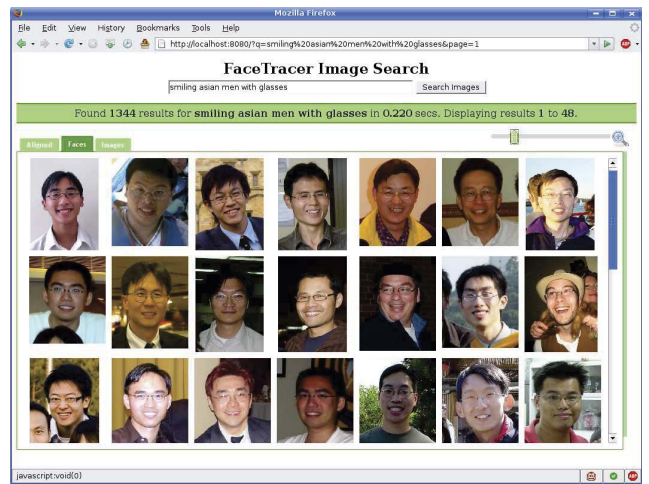 Mozilla Firefox
File Edit View History Bookmarks Tools Help
http://localhost:8080/?q=smiling%20asian%20men%20with%20glasses&page=1
ABP
FaceTracer Image Search
smiling asian men with glasses Search Images
Found 1344 results for smiling asian men with glasses in 0.220 secs. Displaying results 1 to 48.
Aligned Faces Images
javascript:void(0)
ABP